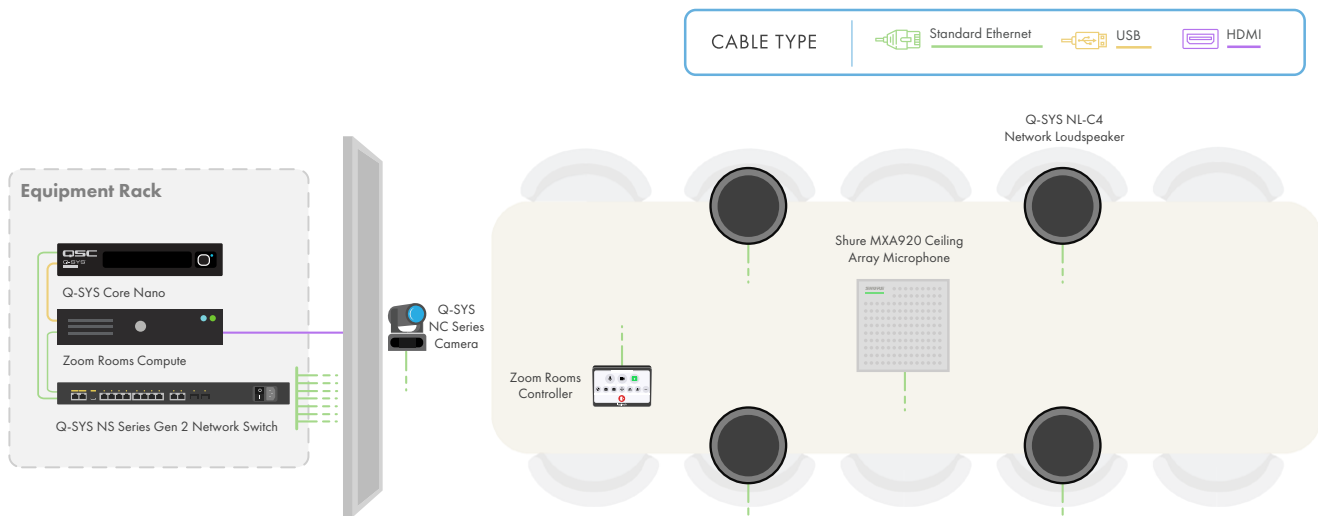 CABLE TYPE
Standard Ethernet
USB
HDMI
Q-SYS NL-C4
Network Loudspeaker
Equipment Rack
QSC
Q-SYS
Q-SYS Core Nano
Zoom Rooms Compute
Q-SYS NS Series Gen 2 Network Switch
Q-SYS
NC Series
Camera
Zoom Rooms
Controller
Shure MXA920 Ceiling
Array Microphone
SHURE